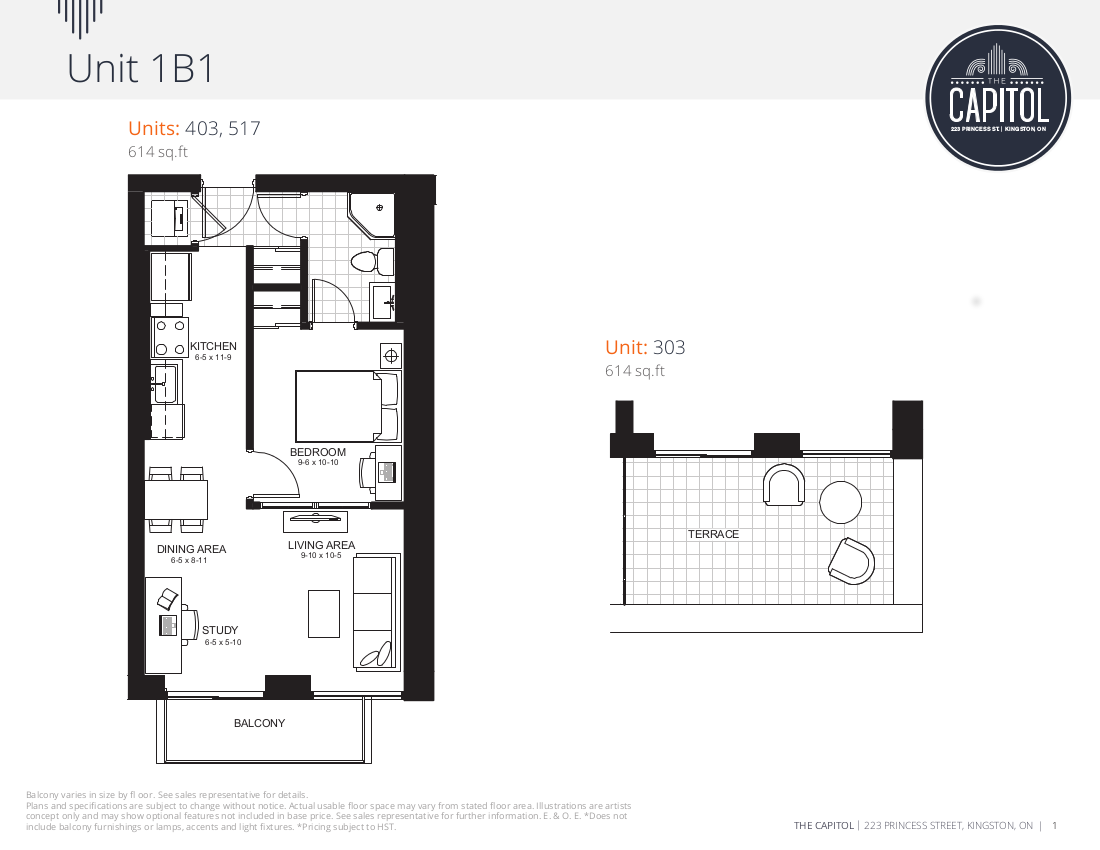 Unit 1B1
THE
CAPITOL
223 PRINCESS ST. | KINGSTON, ON
Units: 403, 517
614 sq.ft
KITCHEN
6-5 x 11-9
BEDROOM
9-6 x 10-10
DINING AREA
6-5 x 8-11
LIVING AREA
9-10 x 10-5
STUDY
6-5 x 5-10
BALCONY
Unit: 303
614 sq.ft
TERRACE
Balcony varies in size by fl oor. See sales representative for details.
Plans and specifications are subject to change without notice. Actual usable floor space may vary from stated floor area. Illustrations are artists
concept only and may show optional features not included in base price. See sales representative for further information. E. & O. E. *Does not
include balcony furnishings or lamps, accents and light fixtures. *Pricing subject to HST.
THE CAPITOL | 223 PRINCESS STREET, KINGSTON, ON | 1